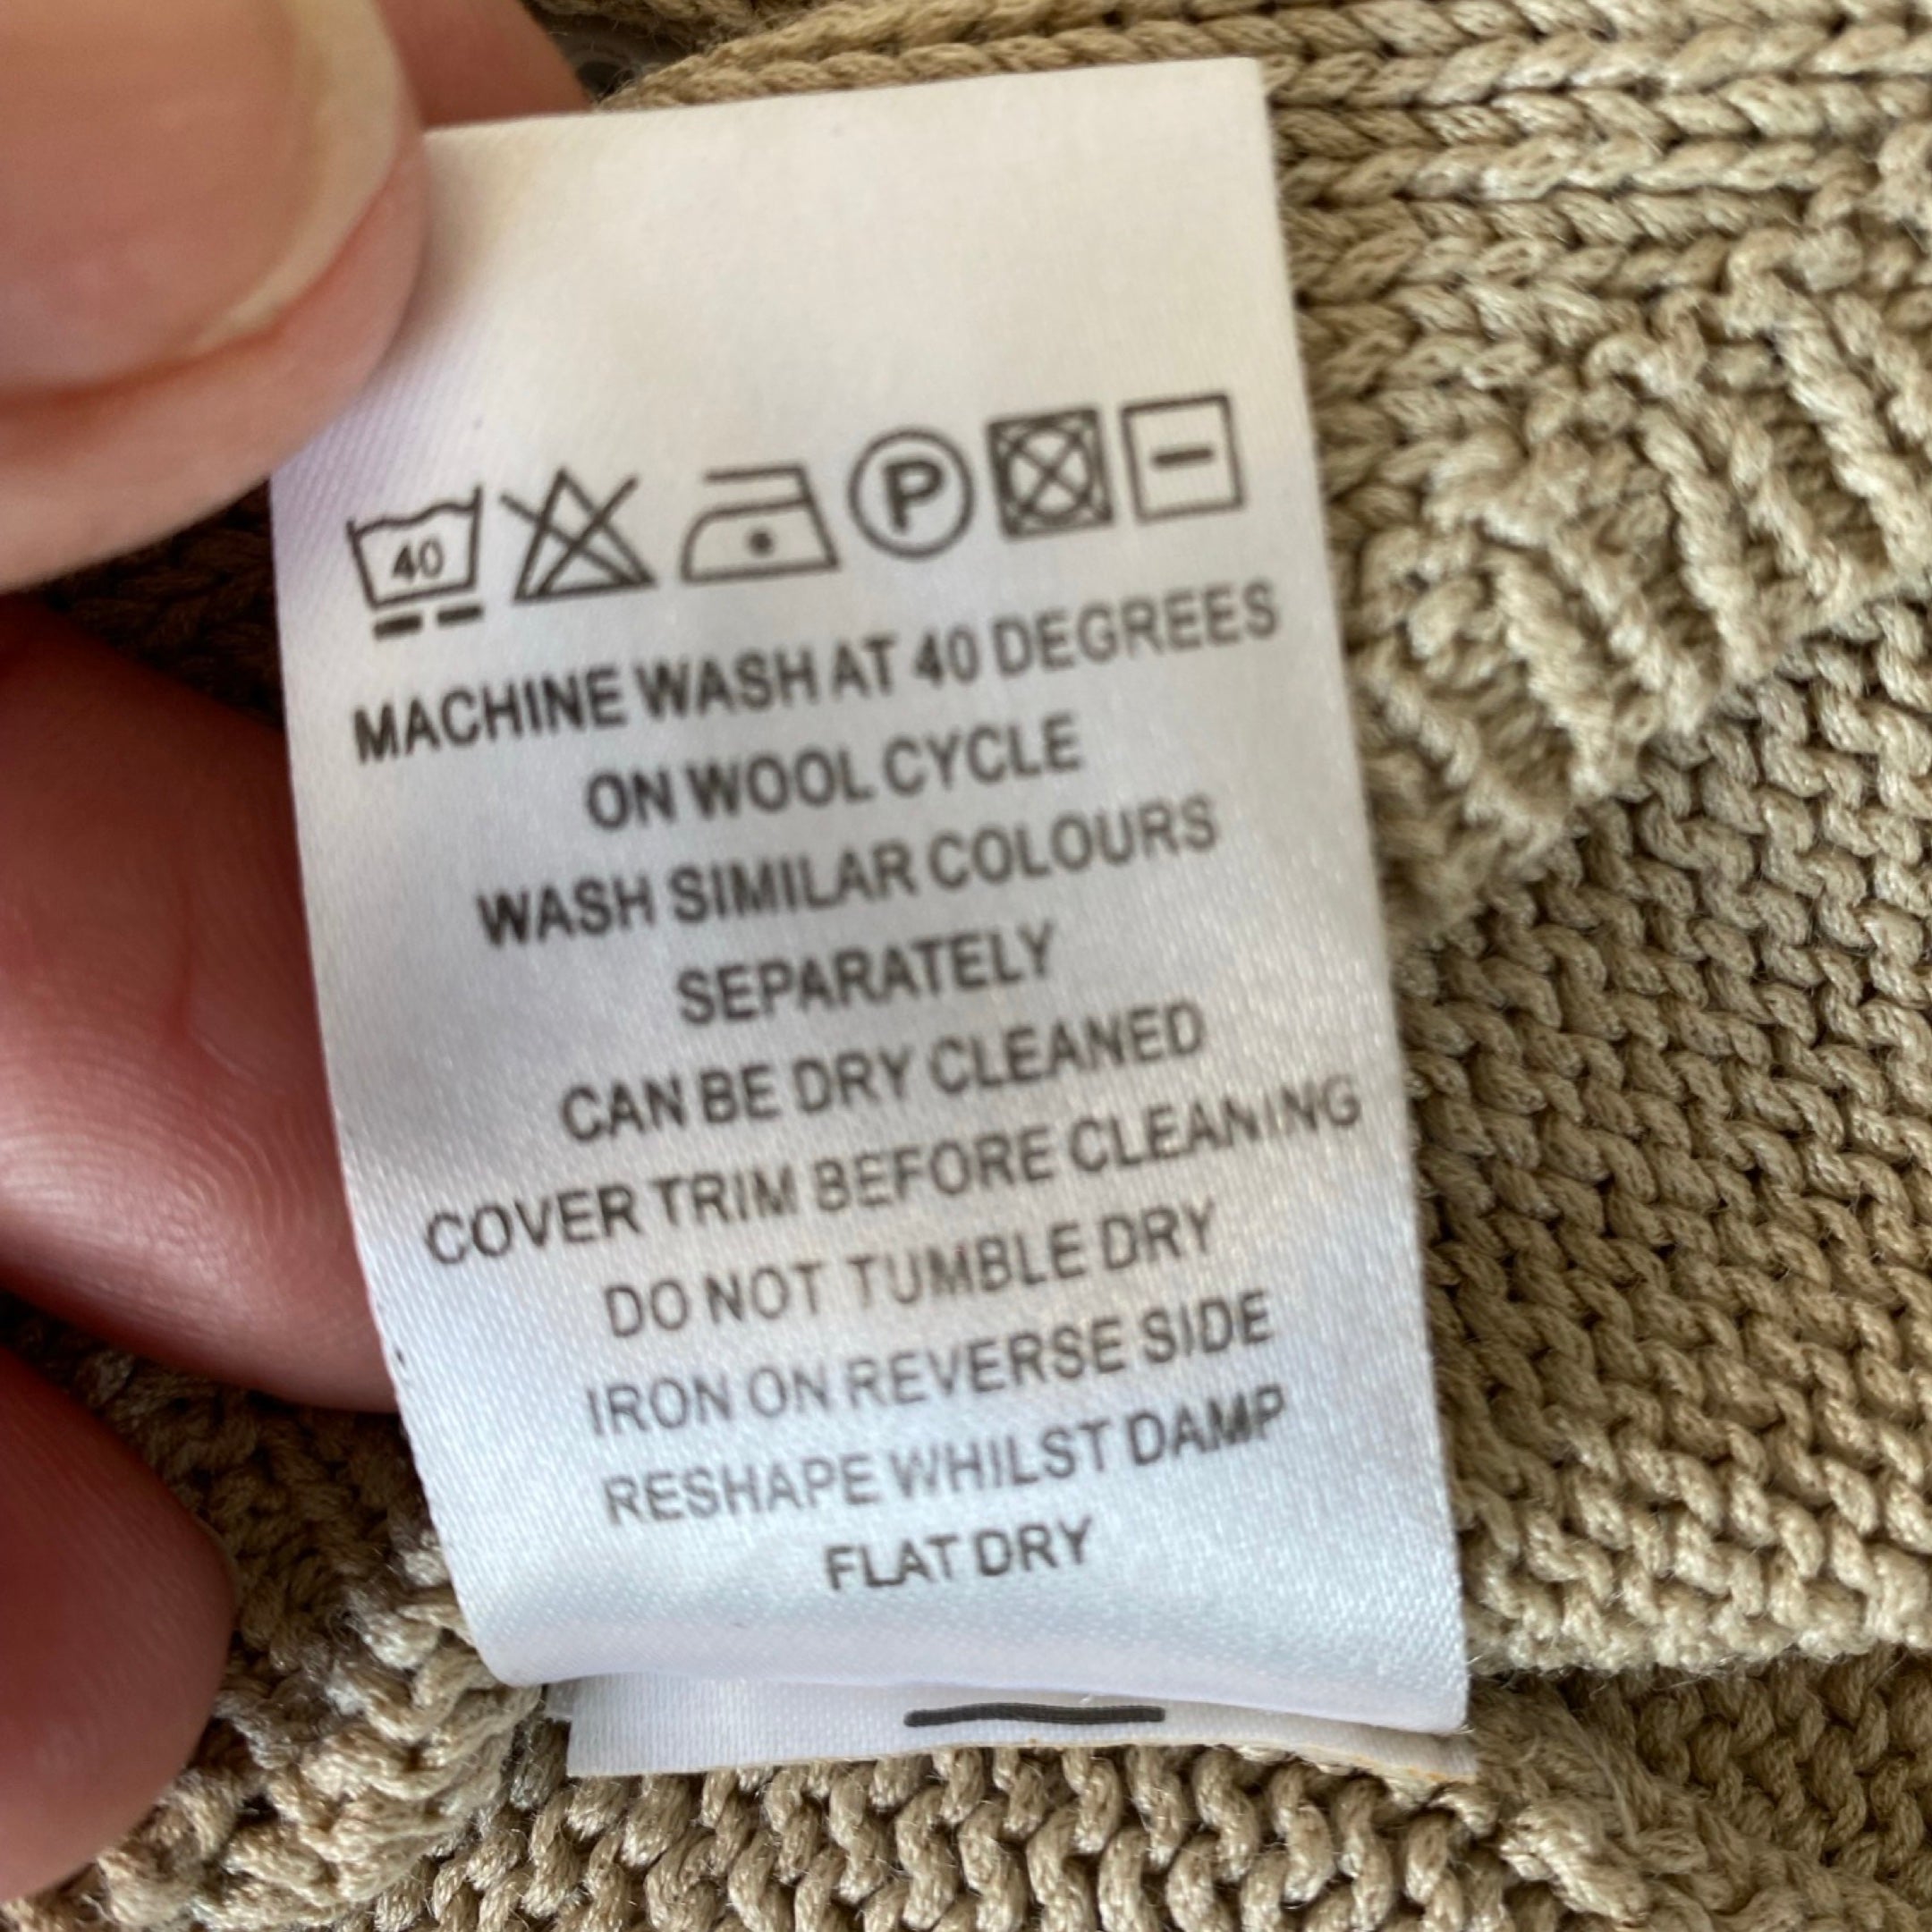 40 P
MACHINE WASH AT 40 DEGREES
ON WOOL CYCLE
WASH SIMILAR COLOURS
SEPARATELY
CAN BE DRY CLEANED
COVER TRIM BEFORE CLEANING
DO NOT TUMBLE DRY
IRON ON REVERSE SIDE
RESHAPE WHILST DAMP
FLAT DRY